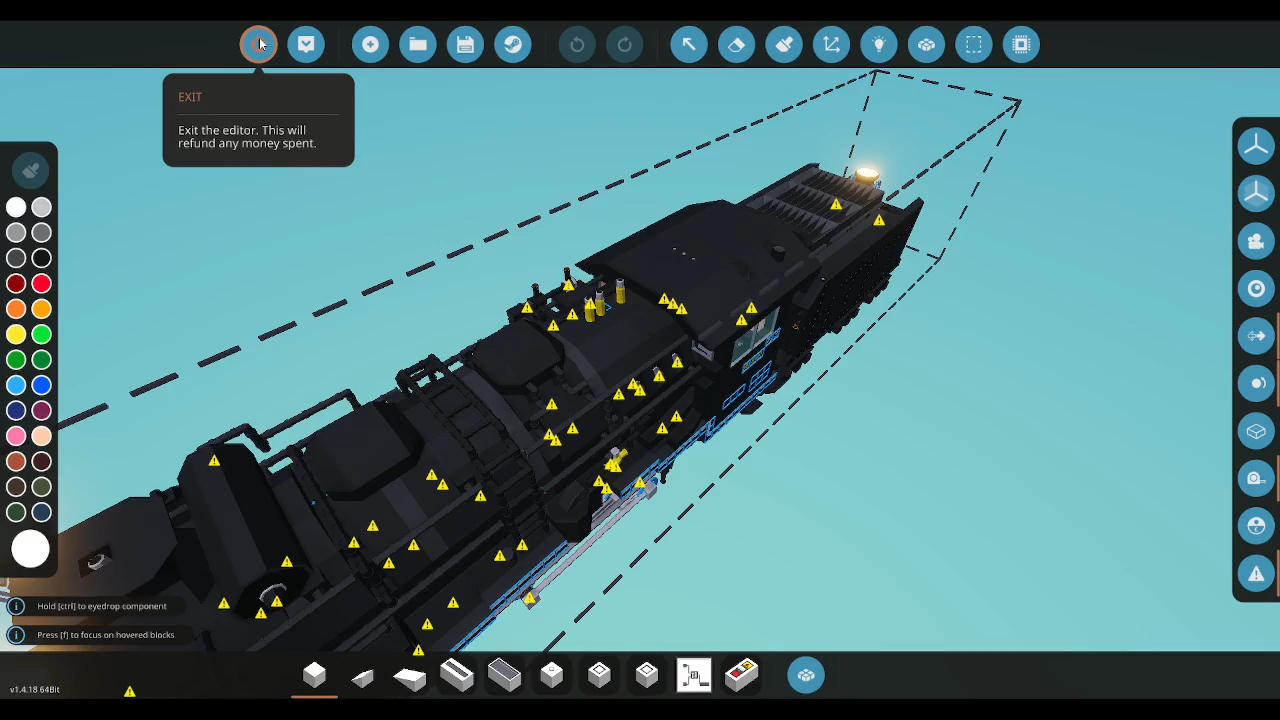 EXIT
Exit the editor. This will
refund any money spent.
Hold [ctrl] to eyedrop component
Press [f] to focus on hovered blocks
v1.4.18 64Bit